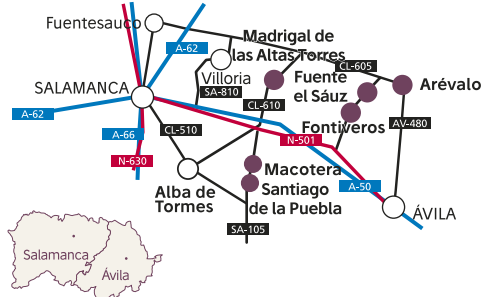 Fuentesauco
Madrigal de
las Altas Torres
A-62
CL-605
Villoria
Fuente
el Sáuz
Arévalo
SALAMANCA
SA-810
CL-610
A-62
A-66
CL-510
Fontiveros
AV-480
N-501
N-630
Macotera
A-50
Alba de
Tormes
Santiago
de la Puebla
ÁVILA
SA-105
Salamanca
Ávila